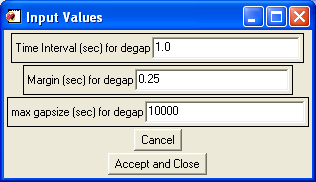 Input Values
Time Interval (sec) for degap 1.0
Margin (sec) for degap 0.25
max gapsize (sec) for degap 10000
Cancel
Accept and Close